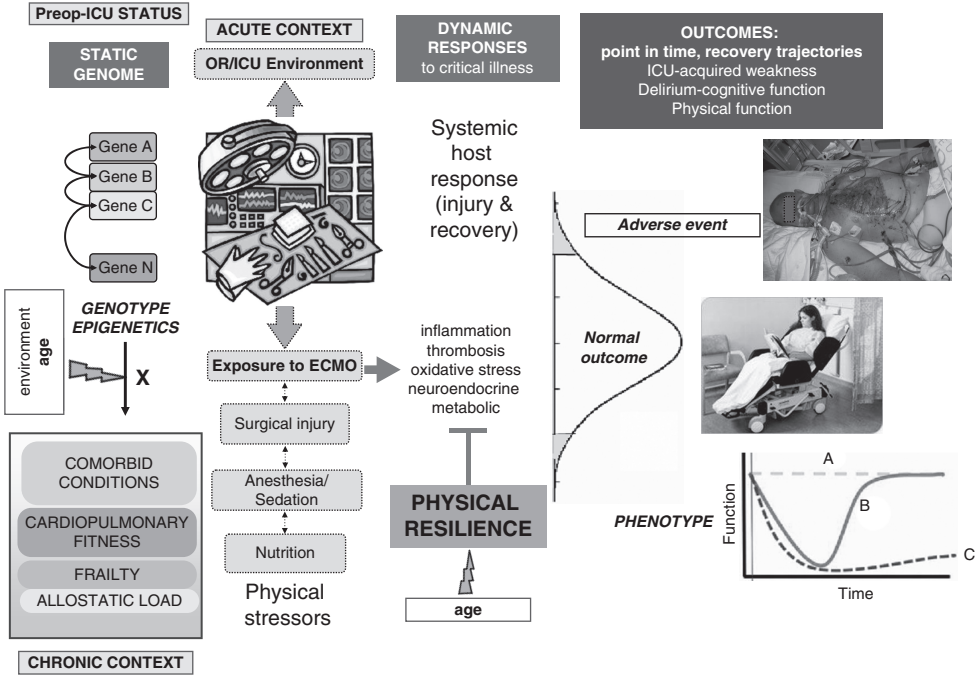 Preop-ICU STATUS
STATIC
GENOME
Gene A
Gene B
Gene C
Gene N
GENOTYPE
EPIGENETICS
environment
age
X
COMORBID
CONDITIONS
CARDIOPULMONARY
FITNESS
FRAILTY
ALLOSTATIC LOAD
CHRONIC CONTEXT
ACUTE CONTEXT
OR/ICU Environment
Exposure to ECMO
Surgical injury
Anesthesia/
Sedation
Nutrition
Physical
stressors
DYNAMIC
RESPONSES
to critical illness
Systemic
host
response
(injury &
recovery)
inflammation
thrombosis
oxidative stress
neuroendocrine
metabolic
PHYSICAL
RESILIENCE
age
OUTCOMES:
point in time, recovery trajectories
ICU-acquired weakness
Delirium-cognitive function
Physical function
Adverse event
Normal
outcome
PHENOTYPE
Function
A
B
C
Time